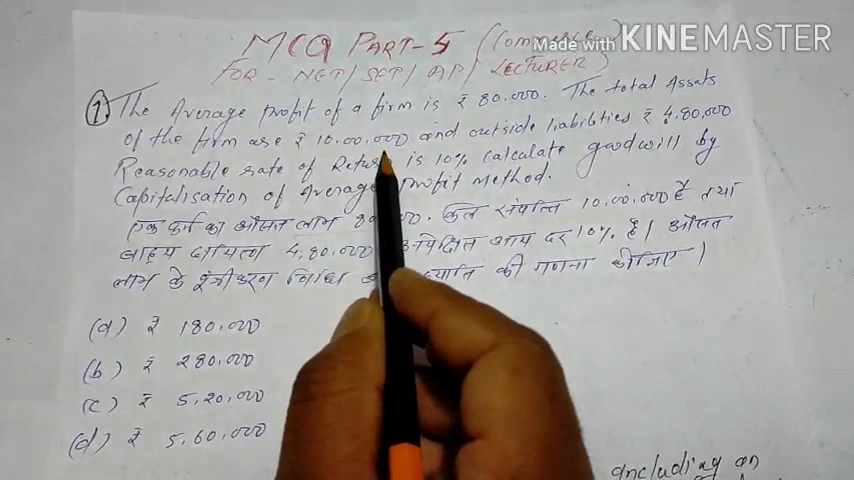 MCQ PART-5 (Commerce)
Made with KINEMASTER
FOR - NET/SET/AP/LECTURER)
1. The Average profit of a firm is ₹ 80.000. The total Assets
of the firm are ₹ 10.00.000 and outside liabilities ₹ 4.80,000
Reasonable rate of Return is 10% Calculate goodwill by
Capitalisation of Average profit Method.
एक फर्म का औसत लाभ कुल संपत्ति 10.00.000 है तथा
बाह्य दायित्व 4.80.000 अपेक्षित आय दर 10% है। औसत
लाभ के पूंजीकरण विधि ख्याति की गणना कीजिए।
(a) ₹ 180.000
(b) ₹ 280,000
(c) ₹ 5,20,000
(d) ₹ 5,60,000
including an